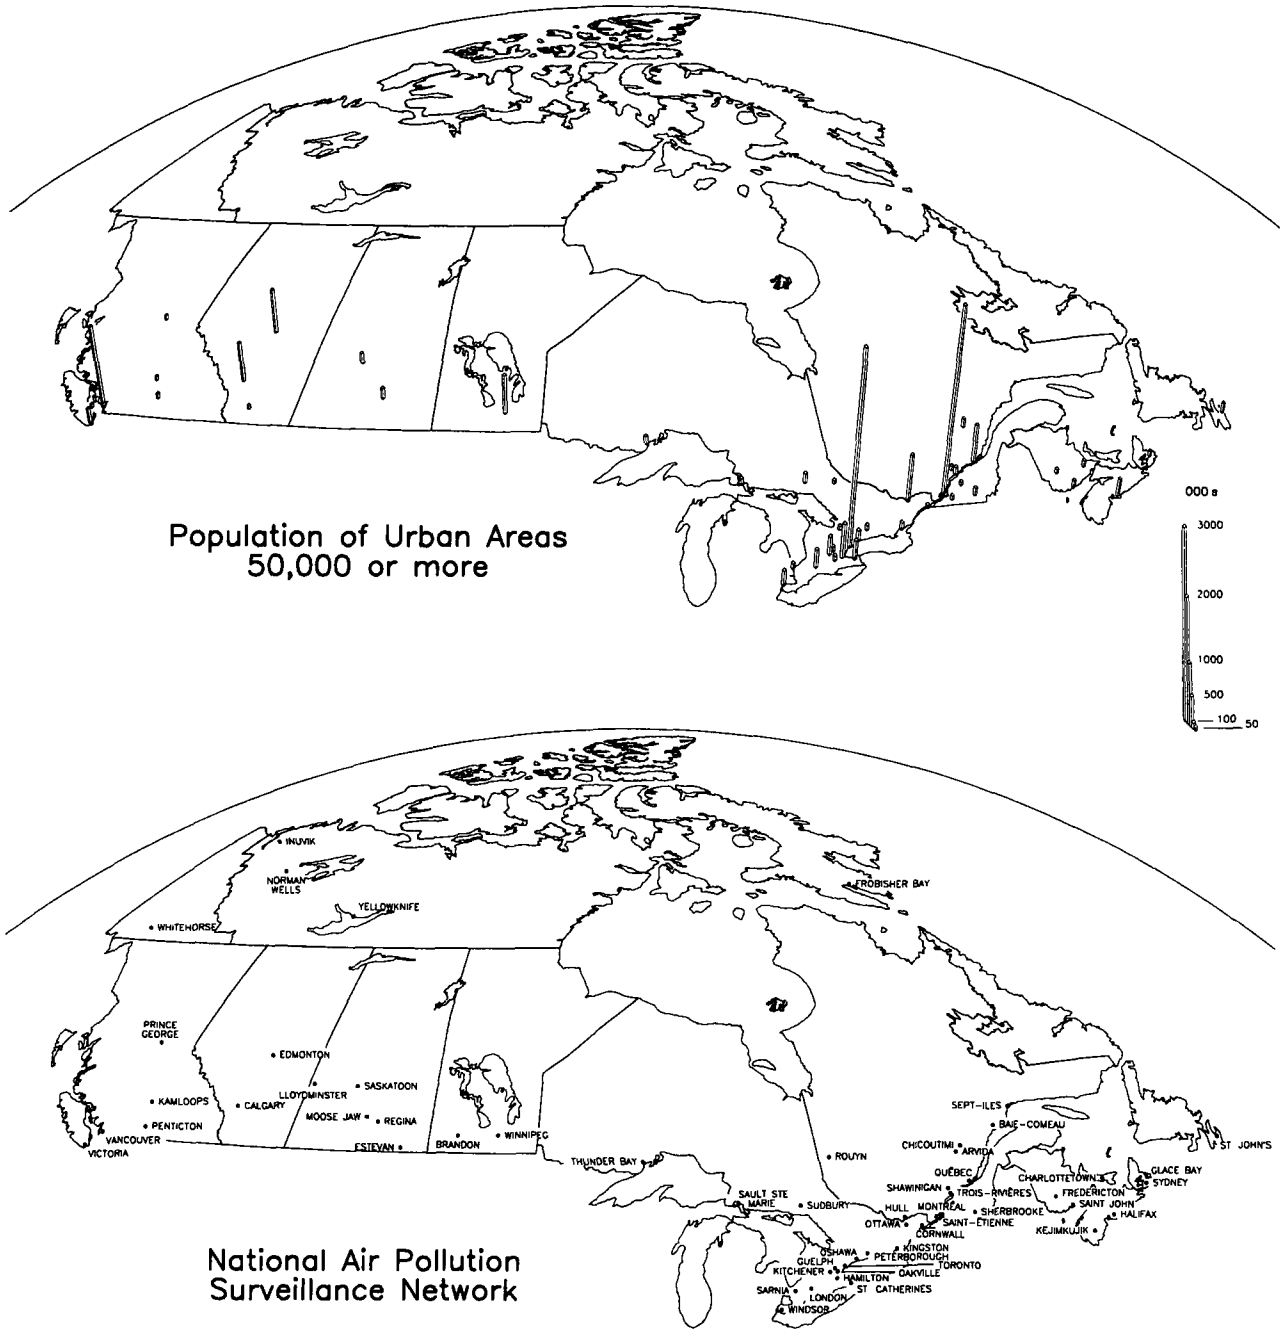 Population of Urban Areas
50,000 or more
000 s
3000
2000
1000
500
100
50
INUVIK
NORMAN
WELLS
FROBISHER BAY
YELLOWKNIFE
WHITEHORSE
PRINCE
GEORGE
EDMONTON
LLOYDMINSTER
SASKATOON
KAMLOOPS
CALGARY
MOOSE JAW
REGINA
PENTICTON
VANCOUVER
VICTORIA
ESTEVAN
BRANDON
WINNIPEG
THUNDER BAY
SAULT STE
MARIE
SUDBURY
ROUYN
SEPT-ILES
BAIE-COMEAU
CHICOUTIMI
ARVIDA
ST JOHN'S
QUÉBEC
SHAWINIGAN
TROIS-RIVIÈRES
CHARLOTTETOWN
GLACE BAY
SYDNEY
FREDERICTON
SAINT JOHN
HALIFAX
KEJIMKUJIK
HULL
MONTRÉAL
SHERBROOKE
OTTAWA
SAINT-ÉTIENNE
CORNWALL
KINGSTON
OSHAWA
PETERBOROUGH
GUELPH
TORONTO
KITCHENER
OAKVILLE
HAMILTON
ST CATHERINES
SARNIA
LONDON
WINDSOR
National Air Pollution
Surveillance Network